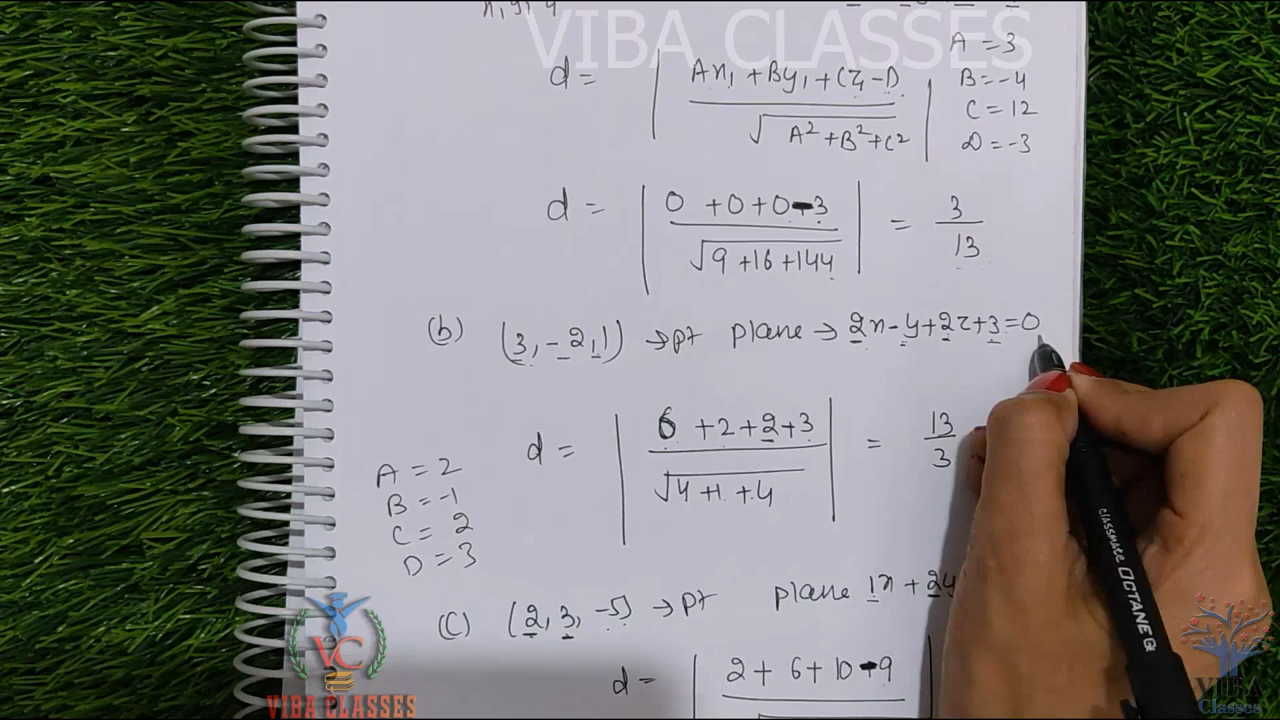 VIBA CLASSES
A = 3
d = | Ax₁ + By₁ + Cz₁ - D / √A² + B² + C² |
B = -4
C = 12
D = -3
d = | 0 + 0 + 0 - 3 / √9 + 16 + 144 | = 3 / 13
(b) (3, -2, 1) → pt plane → 2x - y + 2z + 3 = 0
d = | 6 + 2 + 2 + 3 / √4 + 1 + 4 | = 13 / 3
A = 2
B = -1
C = 2
D = 3
(C) (2, 3, -5) → pt plane 1x + 2y
d = | 2 + 6 + 10 - 9
classmate OCTANE Gel
VC
VIBA CLASSES
VIBA
Classes